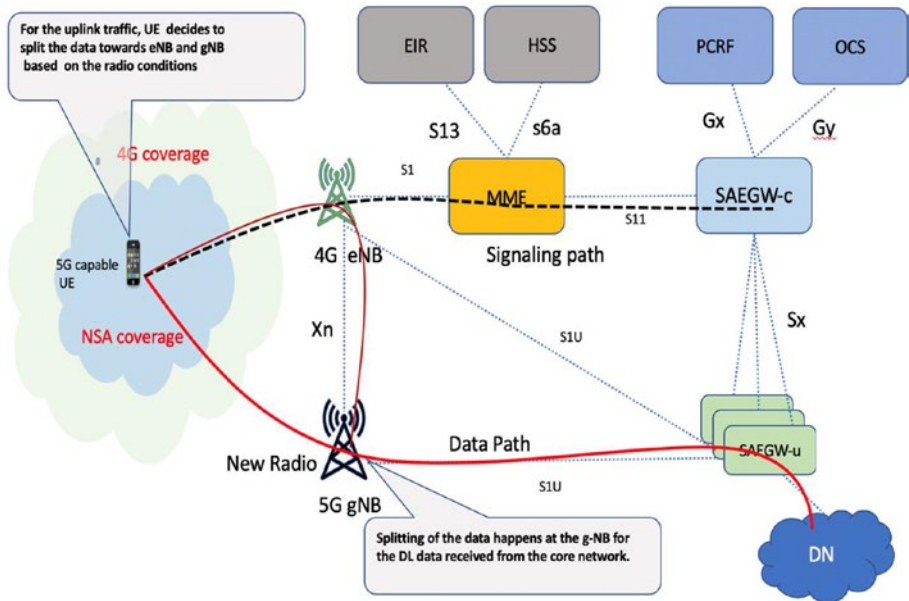 For the uplink traffic, UE decides to
split the data towards eNB and gNB
based on the radio conditions
EIR
HSS
PCRF
OCS
S13
s6a
Gx
Gy
4G coverage
S1
MME
SAEGW-c
S11
4G eNB
Signaling path
5G capable
UE
NSA coverage
Xn
S1U
Sx
New Radio
Data Path
SAEGW-u
S1U
5G gNB
Splitting of the data happens at the g-NB for
the DL data received from the core network.
DN